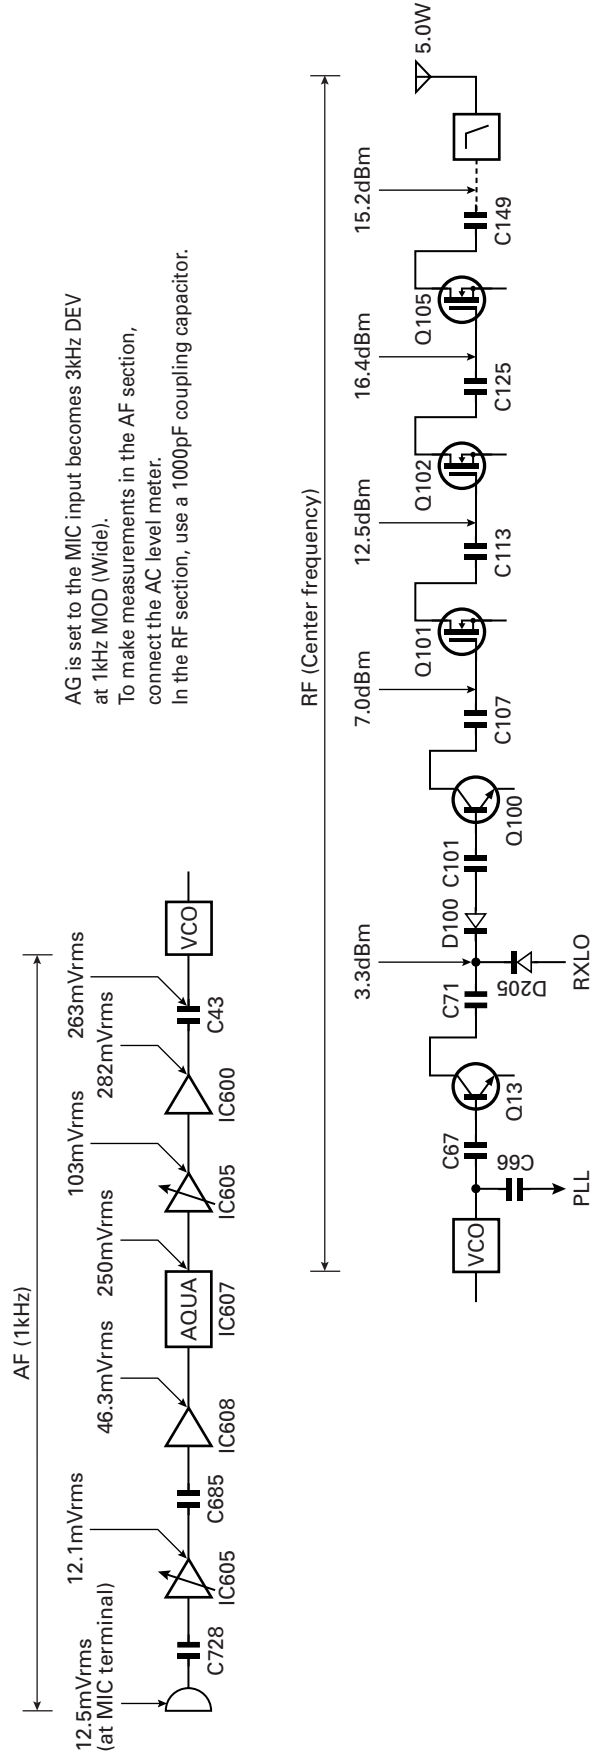 AF (1kHz)
12.5mVrms
(at MIC terminal)
12.1mVrms
46.3mVrms
250mVrms
103mVrms
282mVrms
263mVrms
C728
IC605
C685
IC608
AQUA
IC607
IC605
IC600
C43
VCO
AG is set to the MIC input becomes 3kHz DEV
at 1kHz MOD (Wide).
To make measurements in the AF section,
connect the AC level meter.
In the RF section, use a 1000pF coupling capacitor.
RF (Center frequency)
3.3dBm
7.0dBm
12.5dBm
16.4dBm
15.2dBm
5.0W
VCO
C67
C66
PLL
Q13
C71
D205
RXLO
D100
C101
Q100
C107
Q101
C113
Q102
C125
Q105
C149